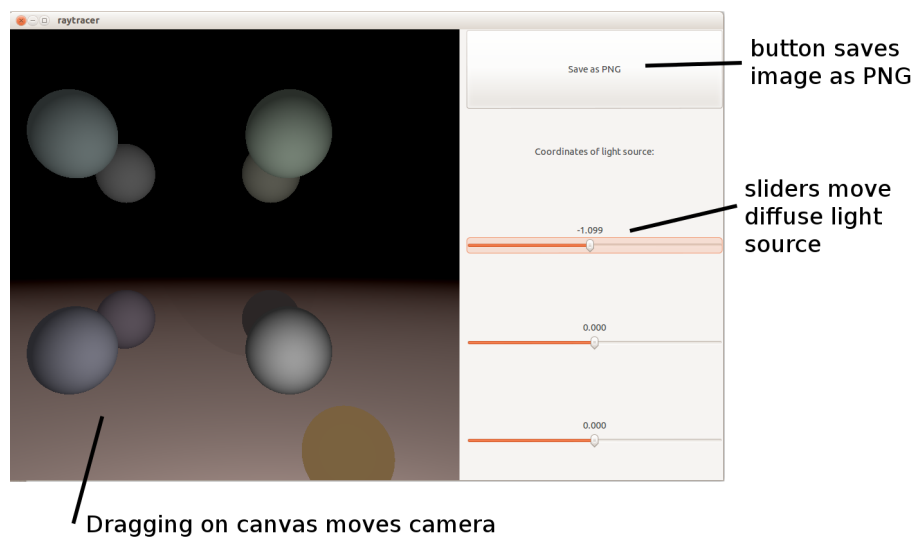 raytracer
Save as PNG
button saves
image as PNG
Coordinates of light source:
sliders move
diffuse light
source
-1.099
0.000
0.000
Dragging on canvas moves camera